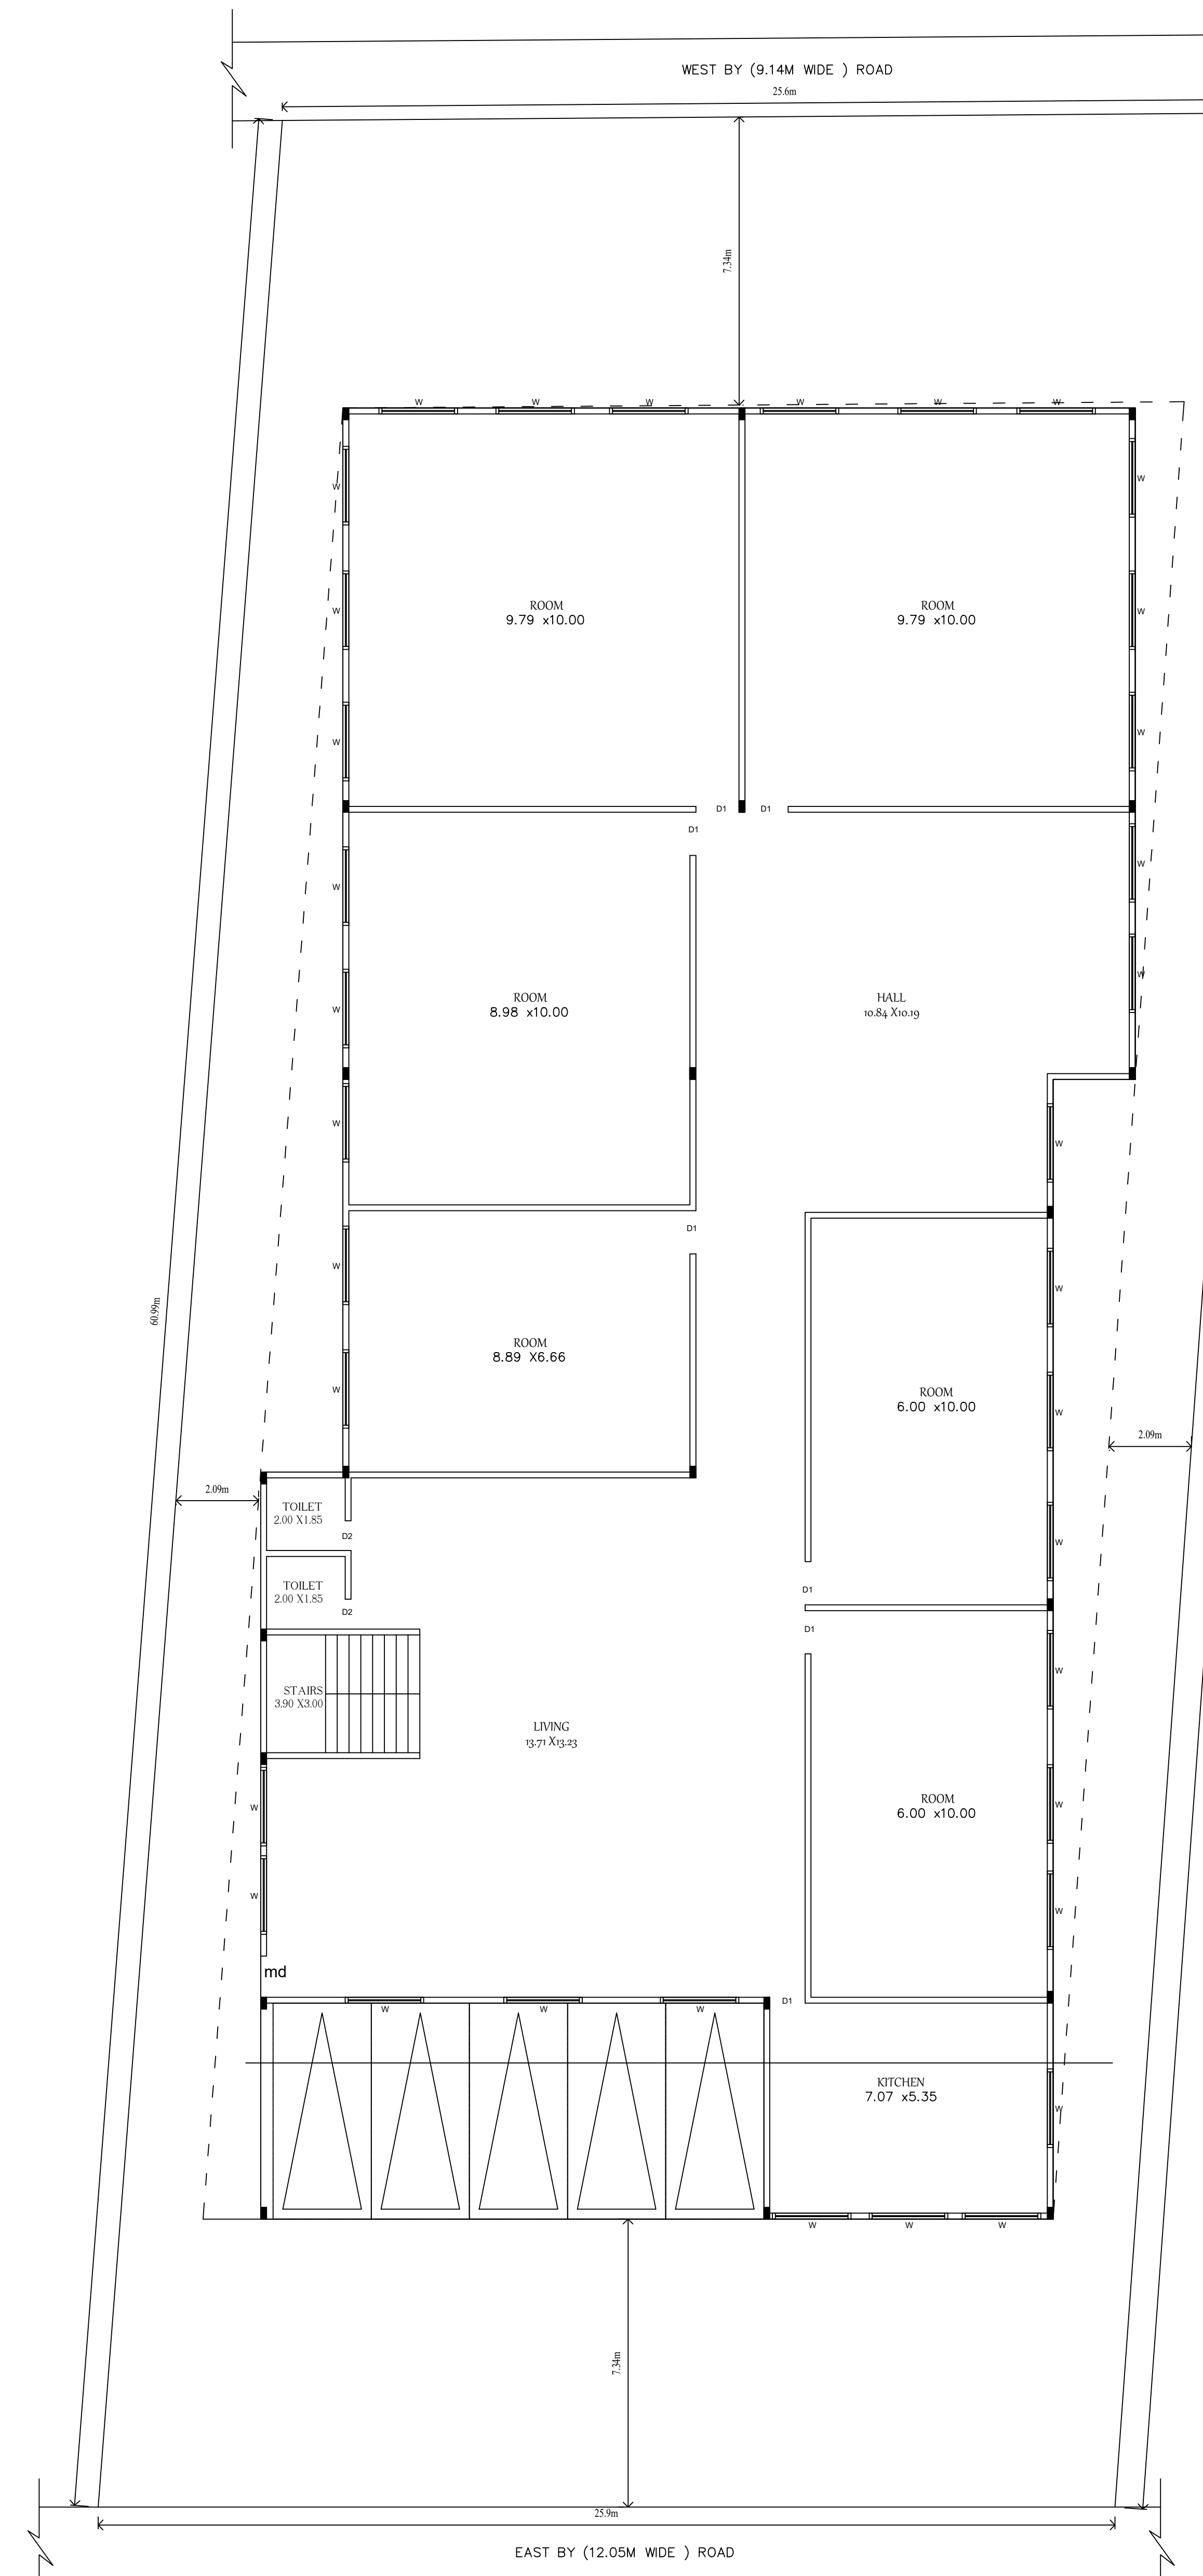 WEST BY (9.14M WIDE ) ROAD
25.6m
7.34m
W W W W W W
W W
ROOM ROOM
9.79 x10.00 9.79 x10.00
W W
W W
D1 D1
D1
W
W
ROOM HALL
8.98 x10.00 10.84 X10.19
W
W
W W
D1
W
W
60.99m
ROOM
8.89 X6.66
W
ROOM
6.00 x10.00
W
2.09m
2.09m
TOILET
2.00 X1.85
D2
W
TOILET
2.00 X1.85
D1
D2
D1
W
STAIRS
3.90 X3.00
LIVING
13.71 X13.23
ROOM
6.00 x10.00
W
W
W
W
md
D1
W W W
KITCHEN
7.07 x5.35
W
W W W
7.34m
25.9m
EAST BY (12.05M WIDE ) ROAD